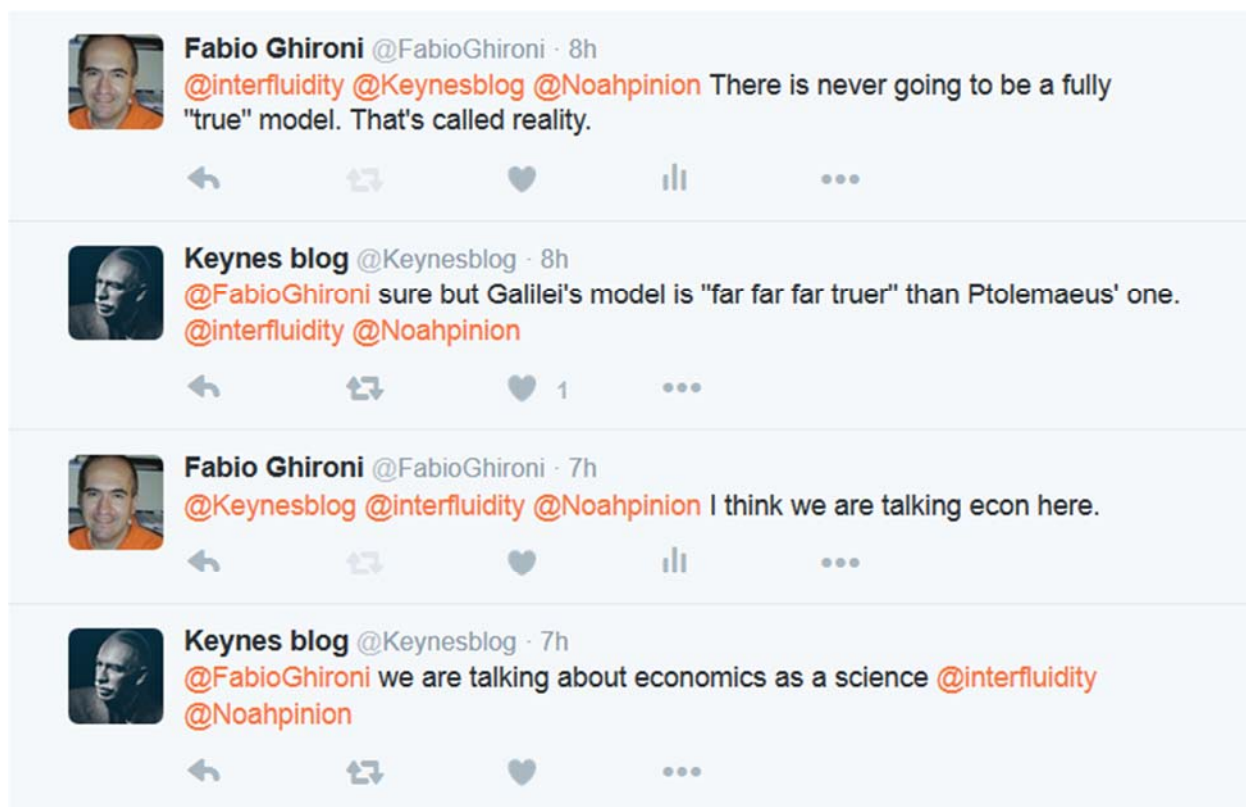 Fabio Ghironi @FabioGhironi · 8h
@interfluidity @Keynesblog @Noahpinion There is never going to be a fully
"true" model. That's called reality.
Keynes blog @Keynesblog · 8h
@FabioGhironi sure but Galilei's model is "far far far truer" than Ptolemaeus' one.
@interfluidity @Noahpinion
1
Fabio Ghironi @FabioGhironi · 7h
@Keynesblog @interfluidity @Noahpinion I think we are talking econ here.
Keynes blog @Keynesblog · 7h
@FabioGhironi we are talking about economics as a science @interfluidity
@Noahpinion